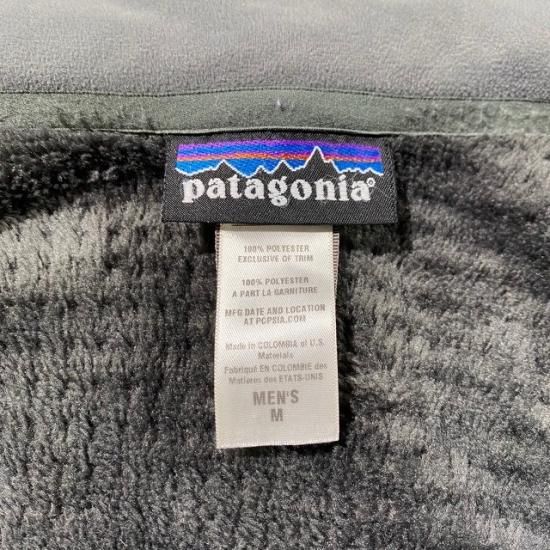 patagonia®
100% POLYESTER
EXCLUSIVE OF TRIM
100% POLYESTER
A PART LA GARNITURE
MFG DATE AND LOCATION
AT PCPSIA.COM
Made in COLOMBIA of U.S.
Materials
Fabriqué EN COLOMBIE des
Matieres des ETATS-UNIS
MEN'S
M